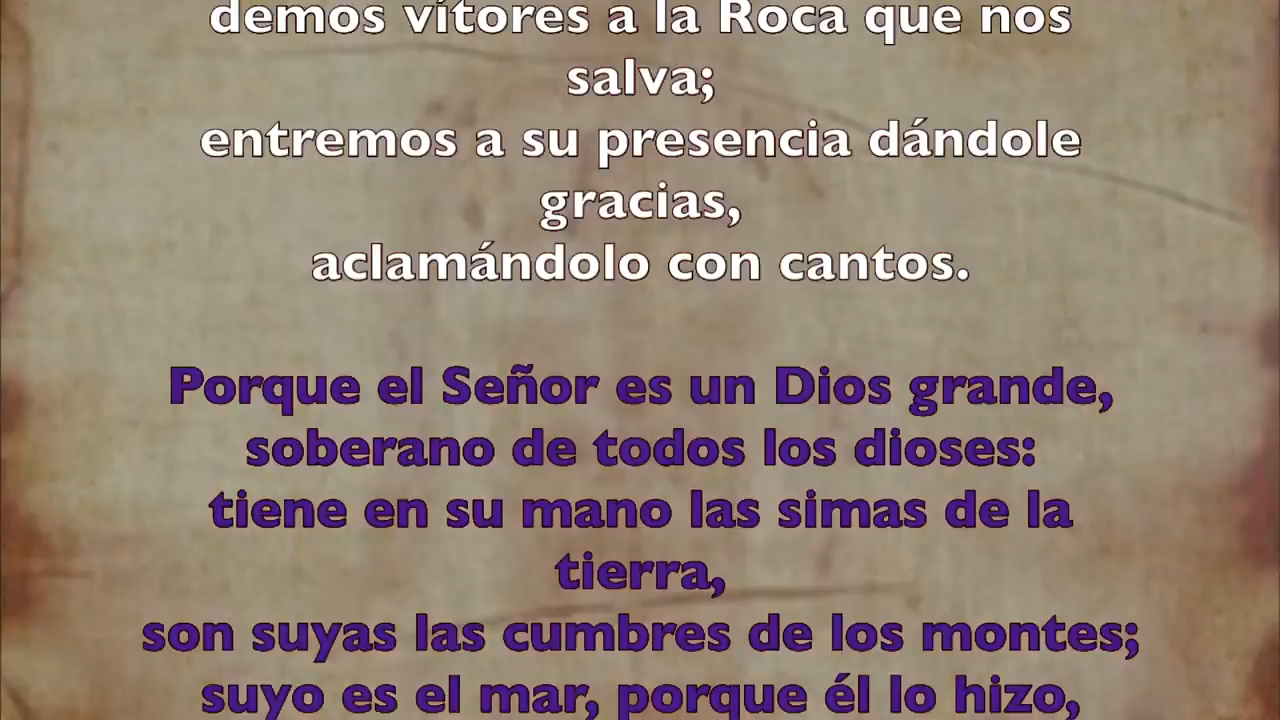 demos vítores a la Roca que nos
salva;
entremos a su presencia dándole
gracias,
aclamándolo con cantos.
Porque el Señor es un Dios grande,
soberano de todos los dioses:
tiene en su mano las simas de la
tierra,
son suyas las cumbres de los montes;
suyo es el mar, porque él lo hizo,